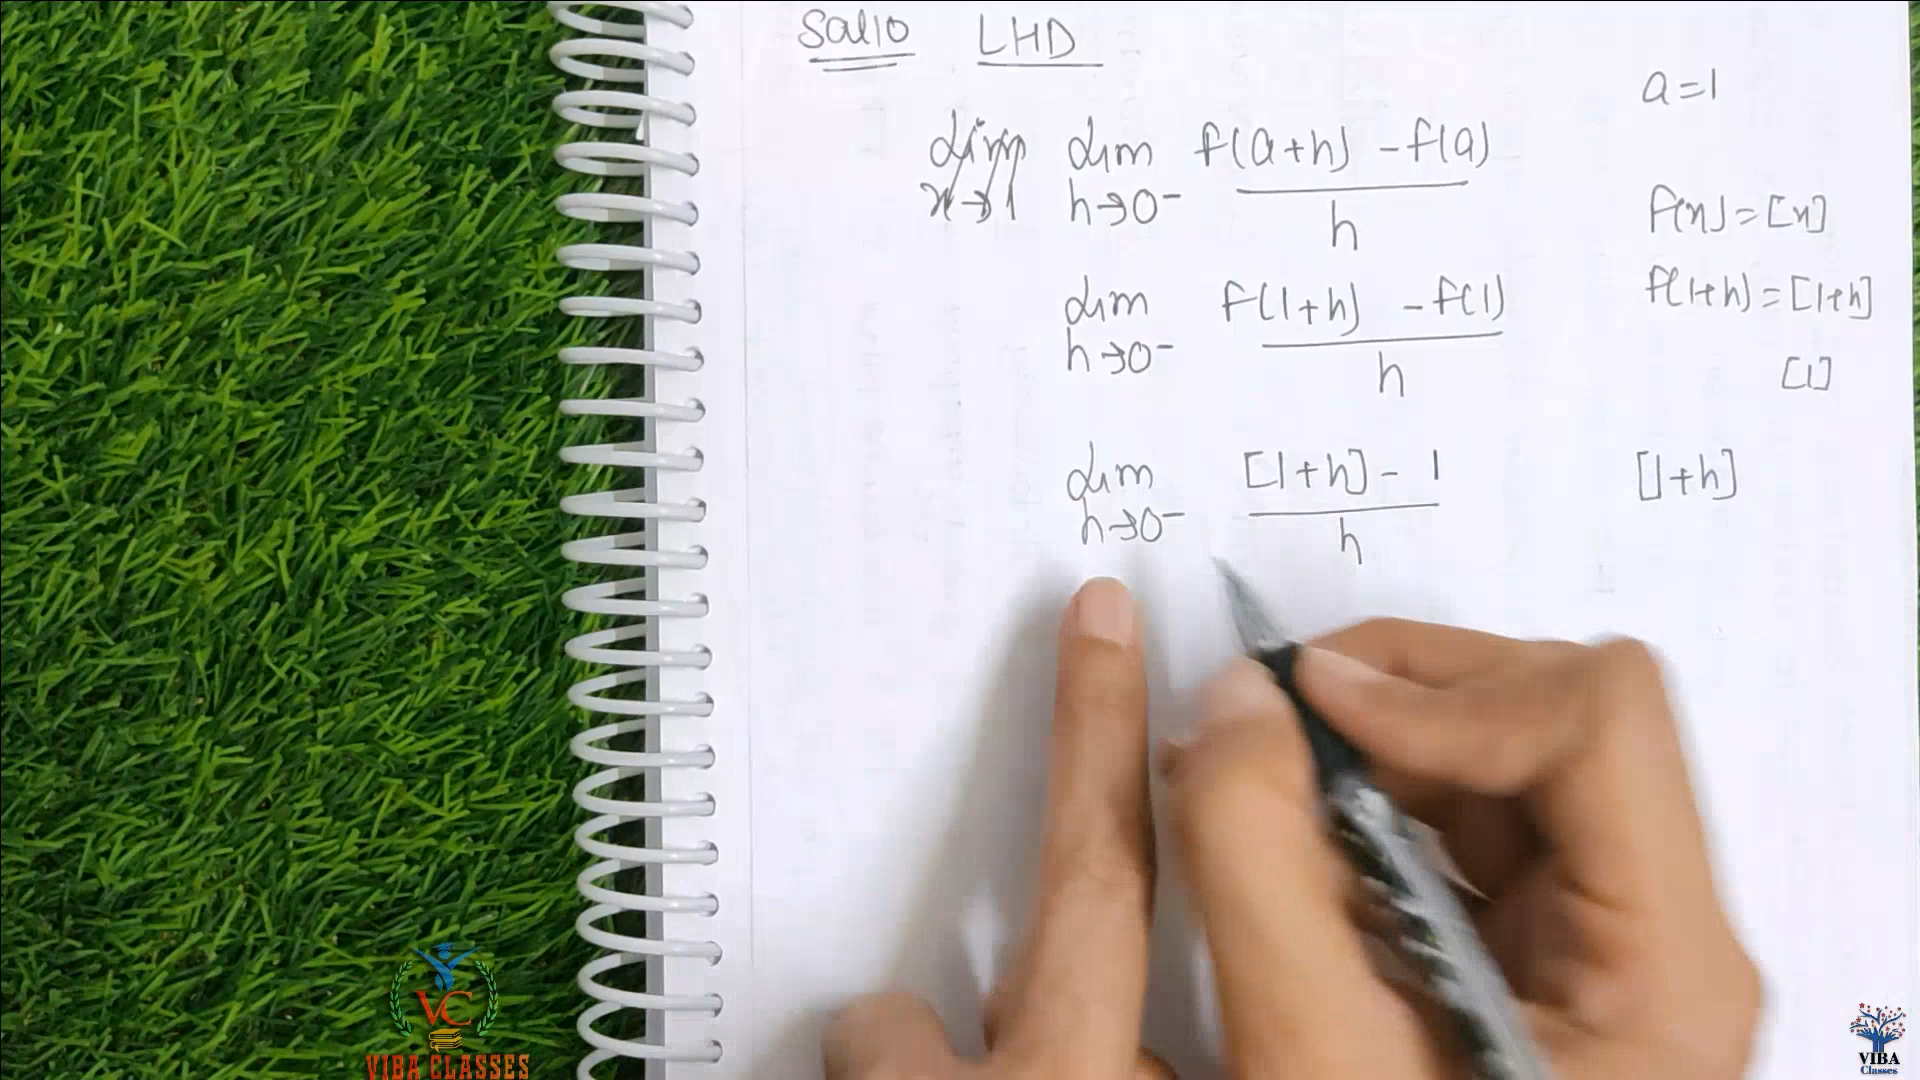 Sol10 LHD
a=1
Lim x→1 Lim h→0⁻ f(a+h) - f(a) / h
f(x) = [x]
Lim h→0⁻ f(1+h) - f(1) / h
f(1+h) = [1+h]
[1]
Lim h→0⁻ [1+h] - 1 / h
[1+h]
VC
VIBA CLASSES
VIBA
Classes